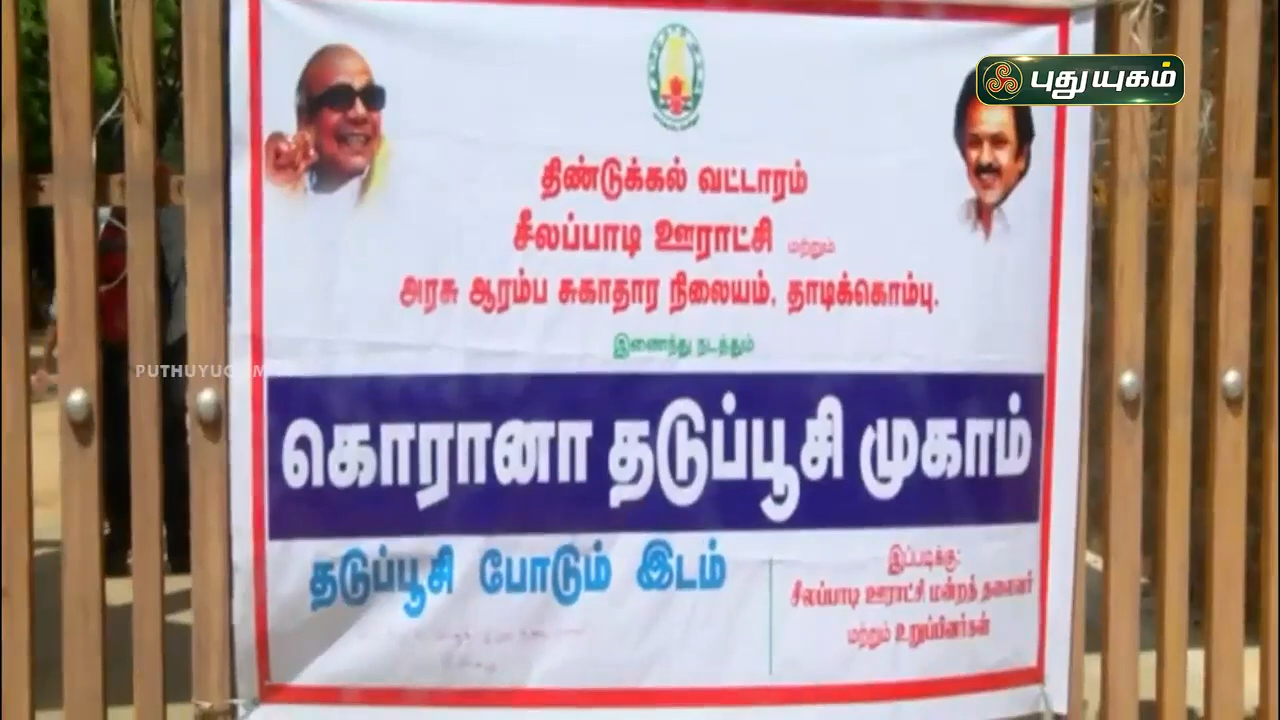 புதுயுகம்
திண்டுக்கல் வட்டாரம்
சீலப்பாடி ஊராட்சி மற்றும்
அரசு ஆரம்ப சுகாதார நிலையம், தாடிக்கொம்பு.
இணைந்து நடத்தும்
PUTHUYUGAM
கொரானா தடுப்பூசி முகாம்
தடுப்பூசி போடும் இடம்
இப்படிக்கு:
சீலப்பாடி ஊராட்சி மன்றத் தலைவர்
மற்றும் உறுப்பினர்கள்